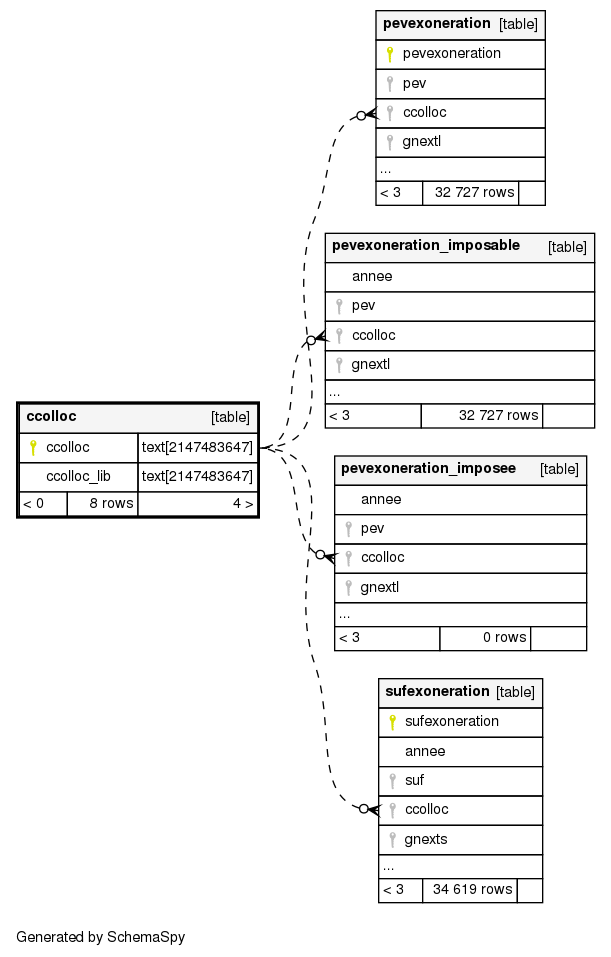 pevexoneration [table]
pevexoneration
pev
ccolloc
gnextl
...
< 3 32 727 rows
pevexoneration_imposable [table]
annee
pev
ccolloc
gnextl
...
< 3 32 727 rows
ccolloc [table]
ccolloc text[2147483647]
ccolloc_lib text[2147483647]
< 0 8 rows 4 >
pevexoneration_imposee [table]
annee
pev
ccolloc
gnextl
...
< 3 0 rows
sufexoneration [table]
sufexoneration
annee
suf
ccolloc
gnexts
...
< 3 34 619 rows
Generated by SchemaSpy